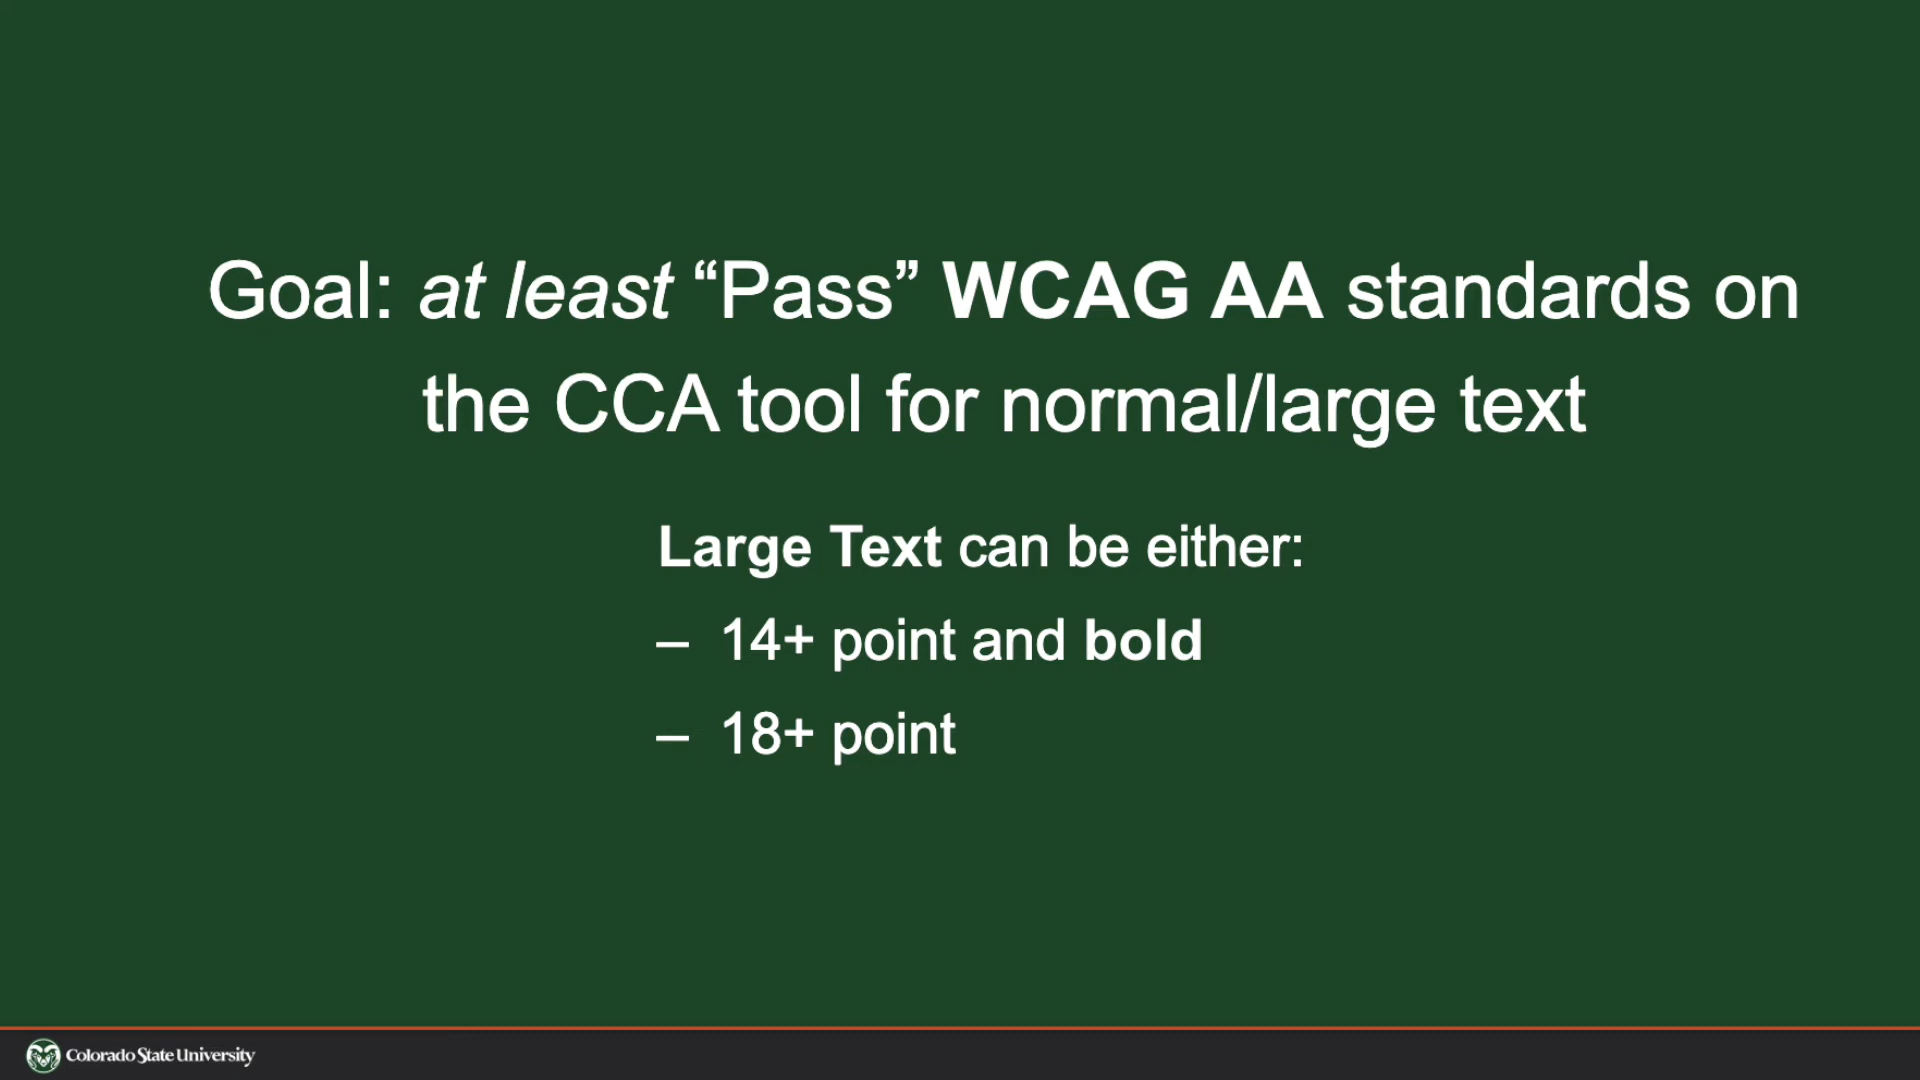 Goal: at least “Pass” WCAG AA standards on
the CCA tool for normal/large text
Large Text can be either:
– 14+ point and bold
– 18+ point
Colorado State University